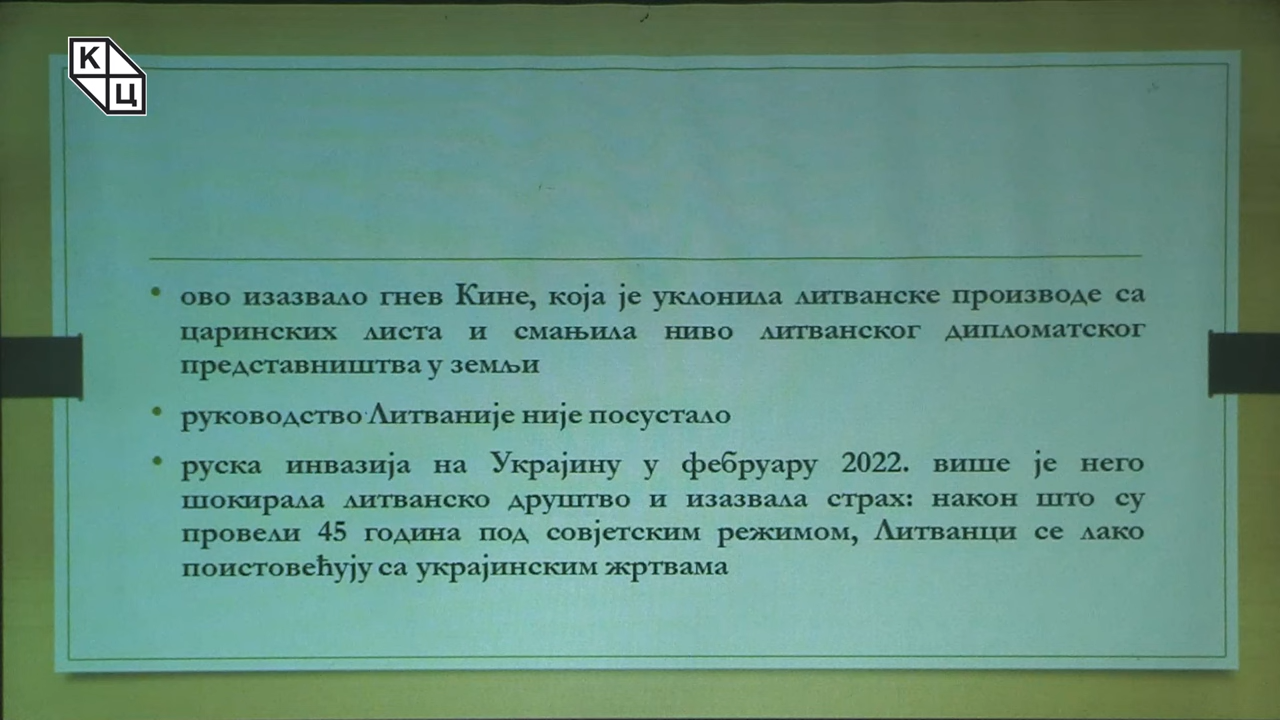 К
Ц
ово изазвало гнев Кине, која је уклонила литванске производе са
царинских листа и смањила ниво литванског дипломатског
представништва у земљи
руководство Литваније није посустало
руска инвазија на Украјину у фебруару 2022. више је него
шокирала литванско друштво и изазвала страх: након што су
провели 45 година под совјетским режимом, Литванци се лако
поистовећују са украјинским жртвама